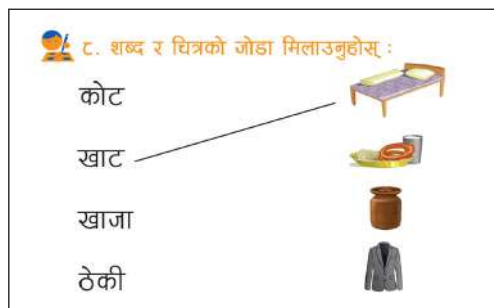 ८. शब्द र चित्रको जोडा मिलाउनुहोस् :
कोट
खाट
खाजा
ठेकी